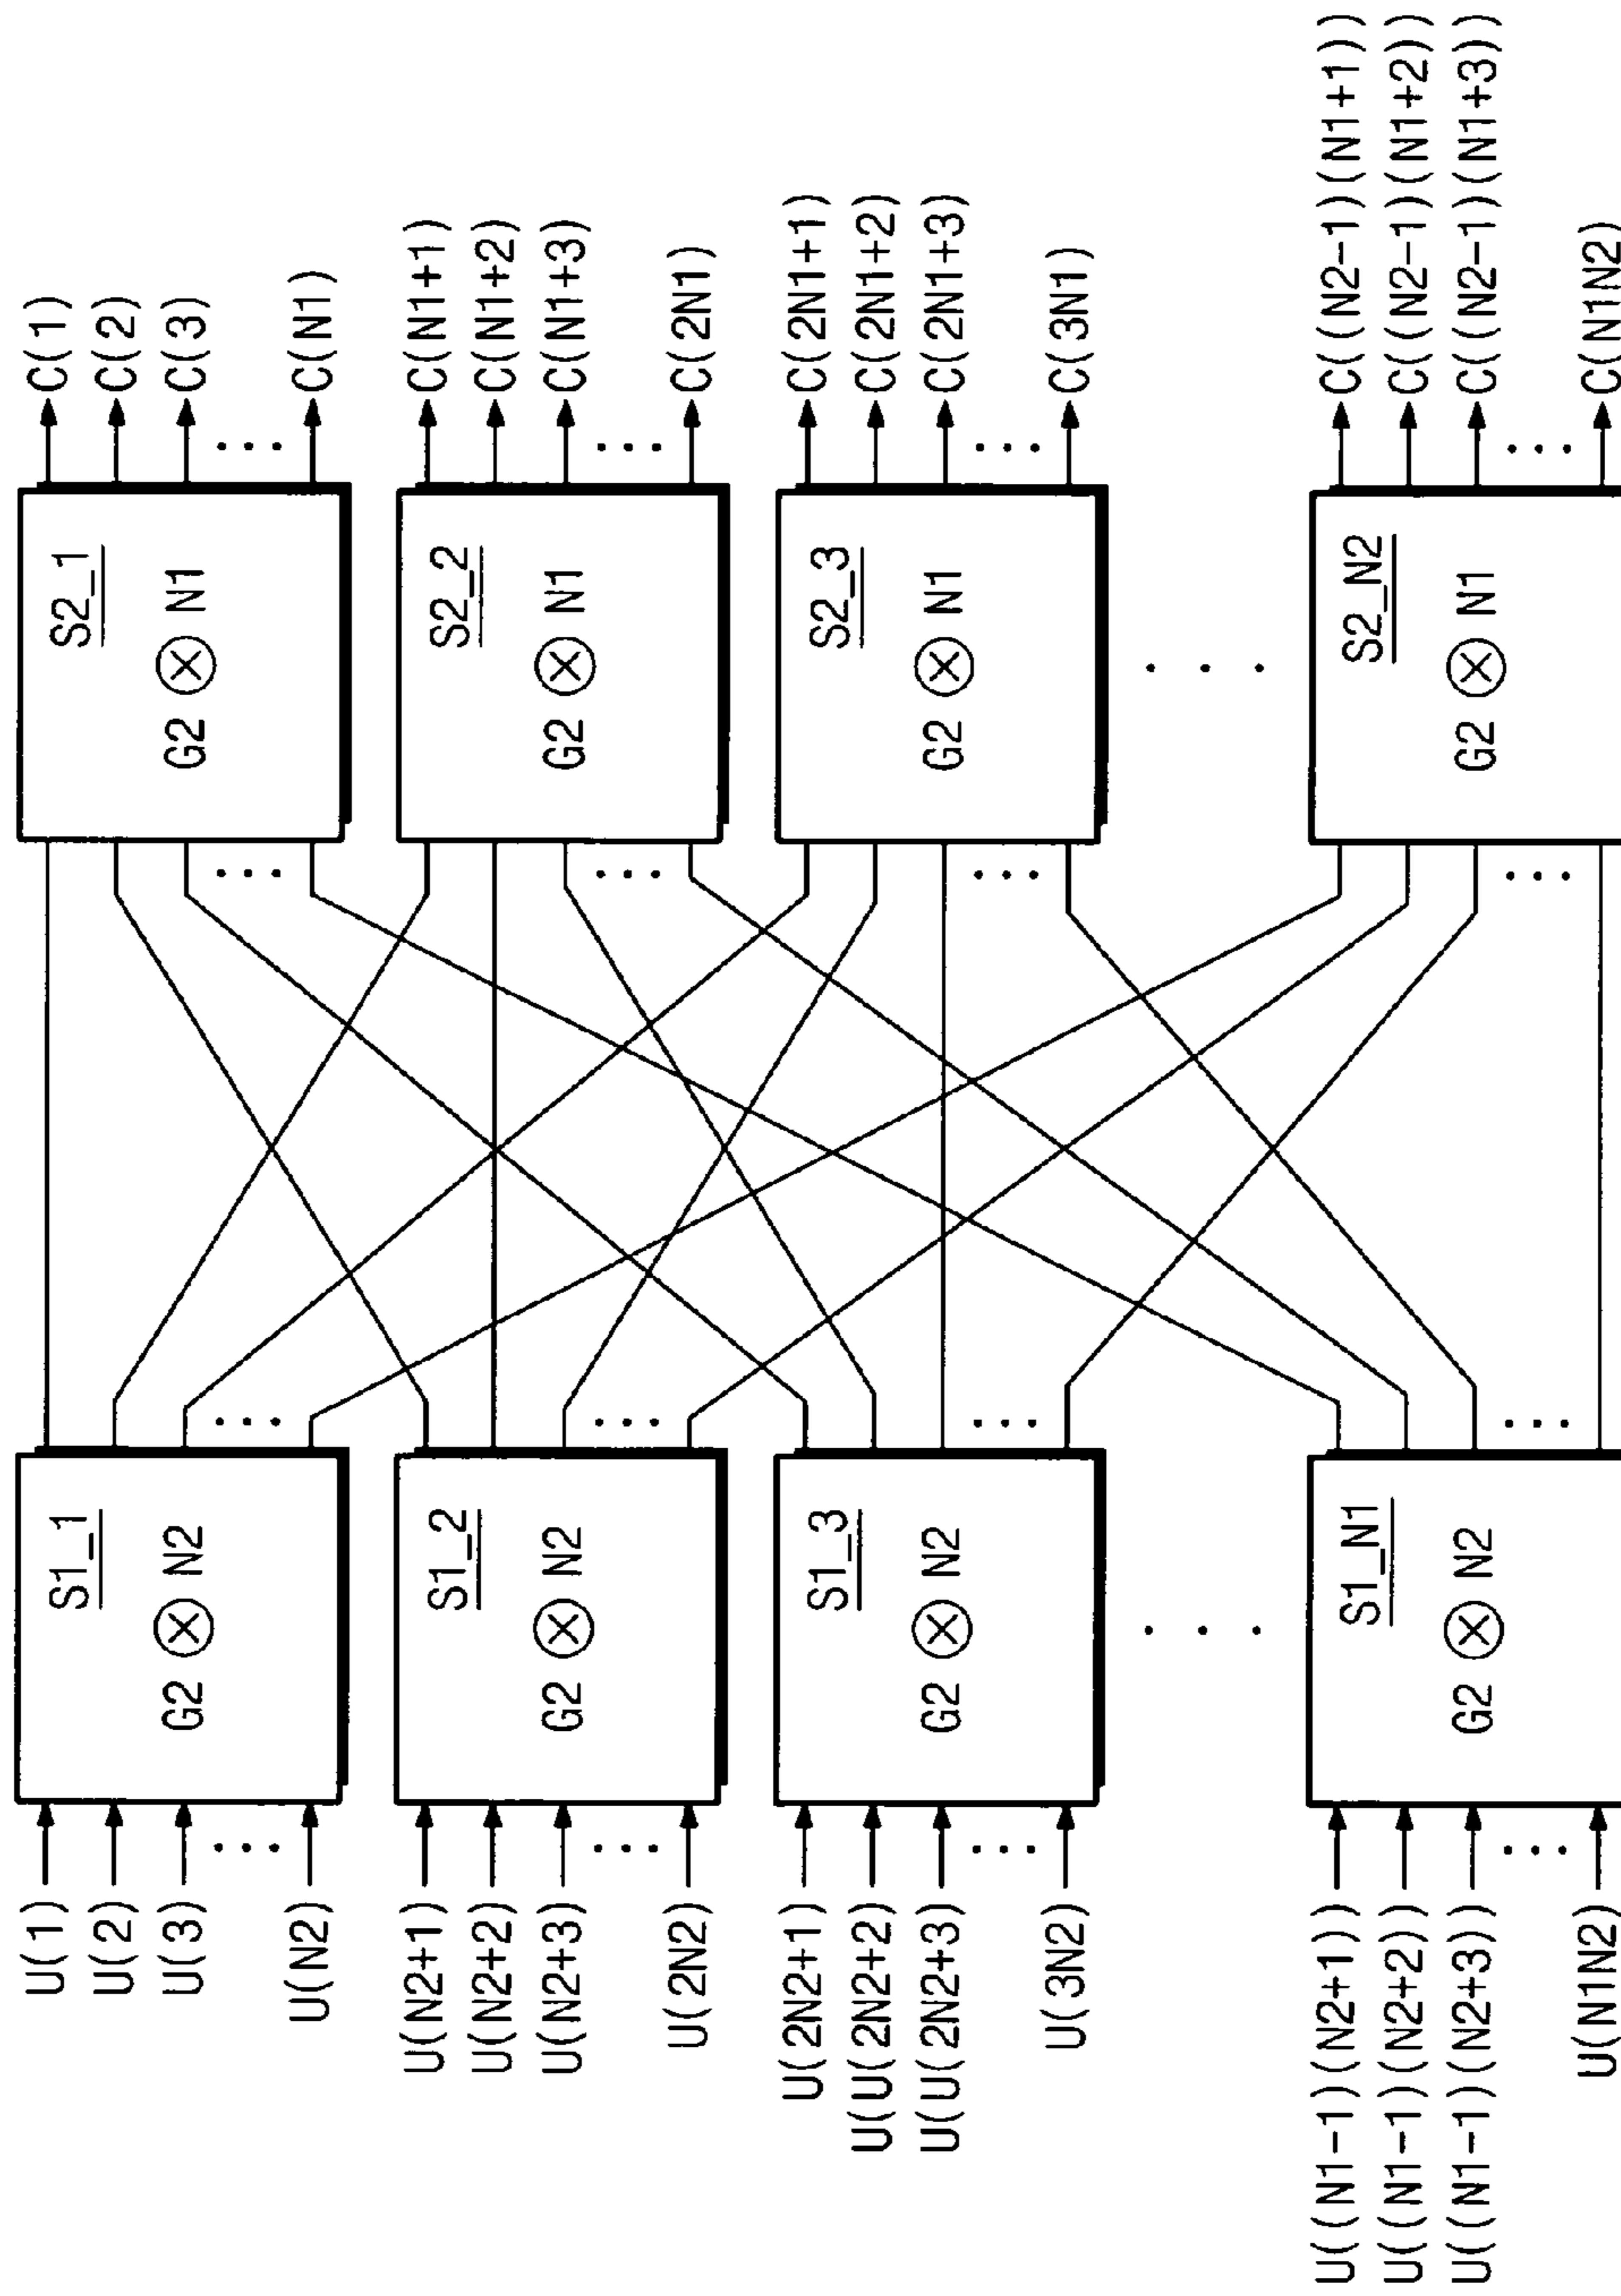 U(1)
U(2)
U(3)
U(N2)
U(N2+1)
U(N2+2)
U(N2+3)
U(2N2)
U(2N2+1)
U(U(2N2+2)
U(U(2N2+3)
U(3N2)
U((N1-1)(N2+1))
U((N1-1)(N2+2))
U((N1-1)(N2+3))
U(N1N2)
S1_1
G2 ⊗ N2
S1_2
G2 ⊗ N2
S1_3
G2 ⊗ N2
S1_N1
G2 ⊗ N2
S2_1
G2 ⊗ N1
S2_2
G2 ⊗ N1
S2_3
G2 ⊗ N1
S2_N2
G2 ⊗ N1
C(1)
C(2)
C(3)
C(N1)
C(N1+1)
C(N1+2)
C(N1+3)
C(2N1)
C(2N1+1)
C(2N1+2)
C(2N1+3)
C(3N1)
C((N2-1)(N1+1))
C((N2-1)(N1+2))
C((N2-1)(N1+3))
C(N1N2)